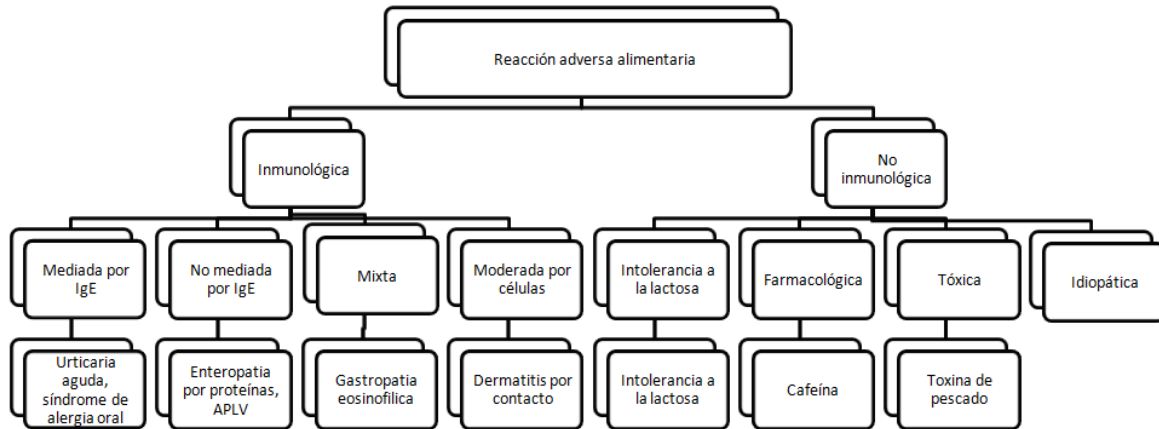 Reacción adversa alimentaria
Inmunológica
No
inmunológica
Mediada por
IgE
No mediada
por IgE
Mixta
Moderada por
células
Intolerancia a
la lactosa
Farmacológica
Tóxica
Idiopática
Urticaria
aguda,
síndrome de
alergia oral
Enteropatia
por proteínas,
APLV
Gastropatia
eosinofilica
Dermatitis por
contacto
Intolerancia a
la lactosa
Cafeína
Toxina de
pescado